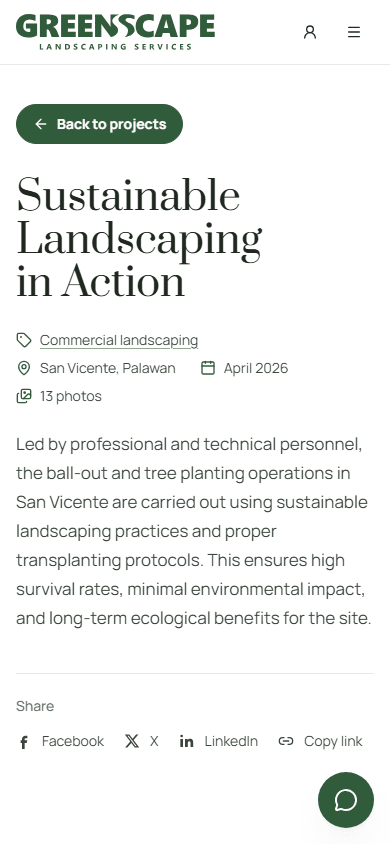 GREENSCAPE
LANDSCAPING SERVICES
Back to projects
Sustainable
Landscaping
in Action
Commercial landscaping
San Vicente, Palawan
April 2026
13 photos
Led by professional and technical personnel,
the ball-out and tree planting operations in
San Vicente are carried out using sustainable
landscaping practices and proper
transplanting protocols. This ensures high
survival rates, minimal environmental impact,
and long-term ecological benefits for the site.
Share
Facebook
X
LinkedIn
Copy link